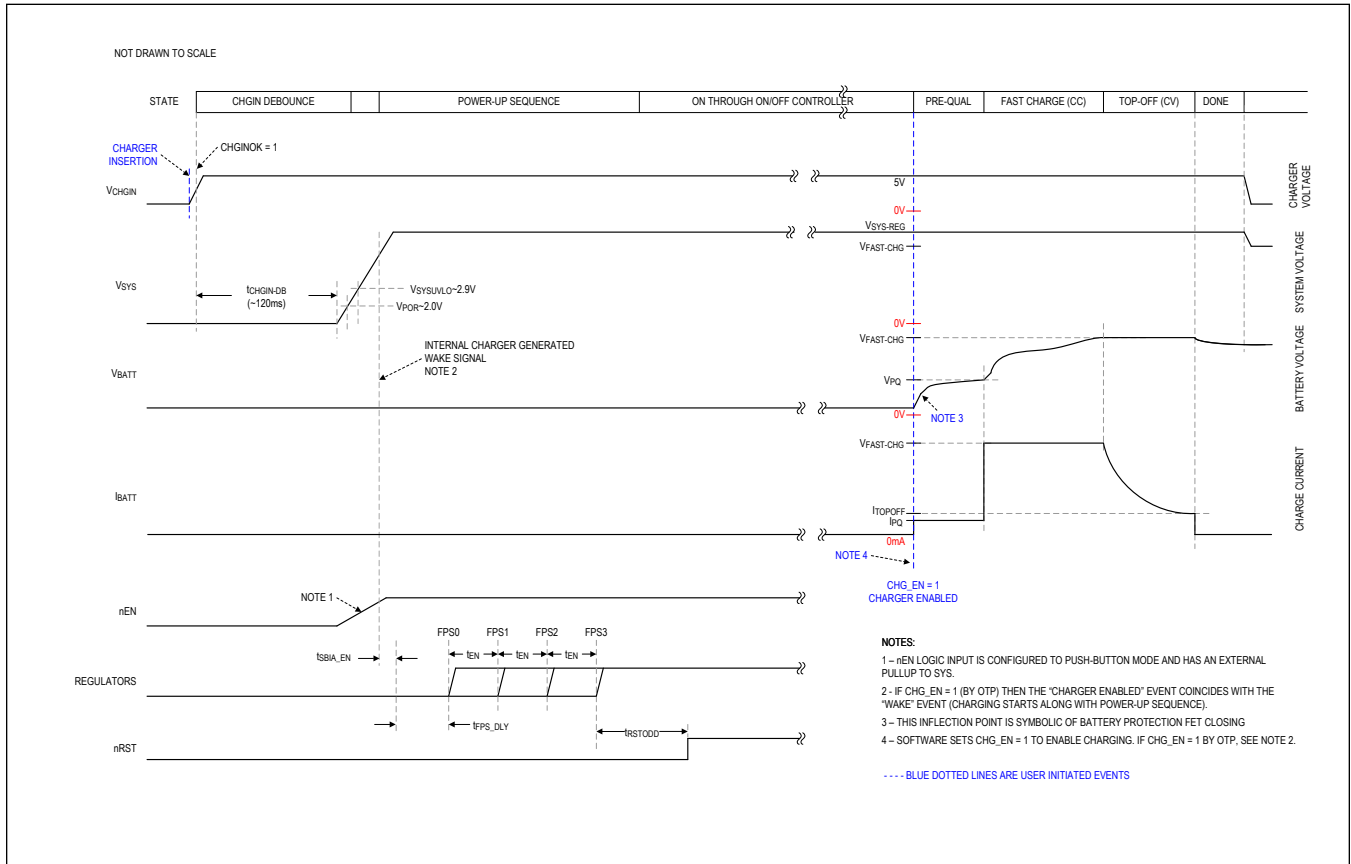 NOT DRAWN TO SCALE
STATE
CHGIN DEBOUNCE
POWER-UP SEQUENCE
ON THROUGH ON/OFF CONTROLLER
PRE-QUAL
FAST CHARGE (CC)
TOP-OFF (CV)
DONE
CHARGER
INSERTION
CHGINOK = 1
VCHGIN
5V
0V
CHARGER
VOLTAGE
VSYS-REG
VFAST-CHG
VSYS
tCHGIN-DB
(~120ms)
VSYSUVLO~2.9V
VPOR~2.0V
0V
SYSTEM VOLTAGE
INTERNAL CHARGER GENERATED
WAKE SIGNAL
NOTE 2
VFAST-CHG
VBATT
VPQ
0V
NOTE 3
BATTERY VOLTAGE
VFAST-CHG
IBATT
ITOPOFF
IPQ
0mA
CHARGE CURRENT
NOTE 4
CHG_EN = 1
CHARGER ENABLED
NOTE 1
nEN
FPS0
FPS1
FPS2
FPS3
tSBIA_EN
tEN
tEN
tEN
REGULATORS
tFPS_DLY
tRSTODD
nRST
NOTES:
1 – nEN LOGIC INPUT IS CONFIGURED TO PUSH-BUTTON MODE AND HAS AN EXTERNAL
PULLUP TO SYS.
2 - IF CHG_EN = 1 (BY OTP) THEN THE “CHARGER ENABLED” EVENT COINCIDES WITH THE
“WAKE” EVENT (CHARGING STARTS ALONG WITH POWER-UP SEQUENCE).
3 – THIS INFLECTION POINT IS SYMBOLIC OF BATTERY PROTECTION FET CLOSING
4 – SOFTWARE SETS CHG_EN = 1 TO ENABLE CHARGING. IF CHG_EN = 1 BY OTP, SEE NOTE 2.
- - - - BLUE DOTTED LINES ARE USER INITIATED EVENTS